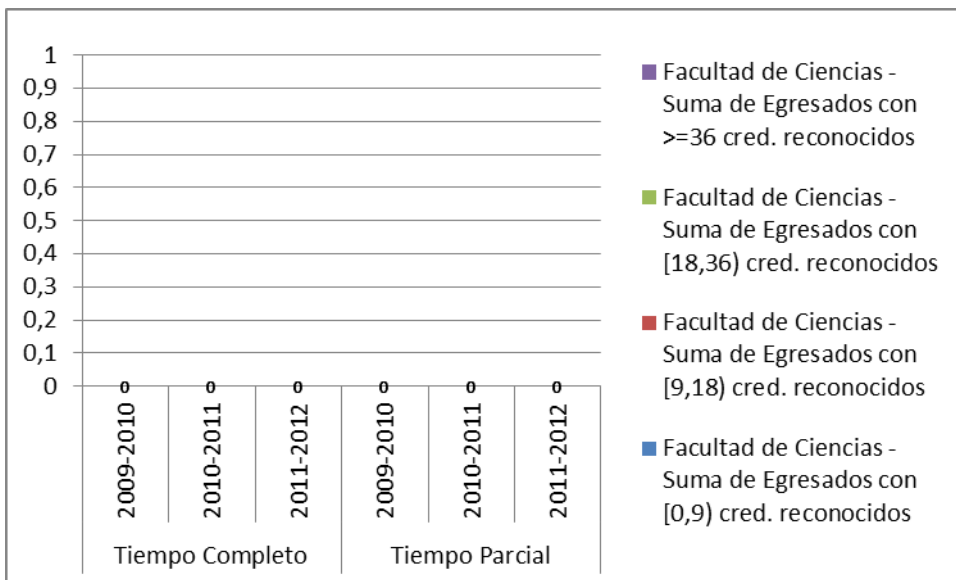 1
0,9
0,8
0,7
0,6
0,5
0,4
0,3
0,2
0,1
0
0 0 0 0 0 0
2009-2010
2010-2011
2011-2012
2009-2010
2010-2011
2011-2012
Tiempo Completo
Tiempo Parcial
Facultad de Ciencias -
Suma de Egresados con
>=36 cred. reconocidos
Facultad de Ciencias -
Suma de Egresados con
[18,36) cred. reconocidos
Facultad de Ciencias -
Suma de Egresados con
[9,18) cred. reconocidos
Facultad de Ciencias -
Suma de Egresados con
[0,9) cred. reconocidos